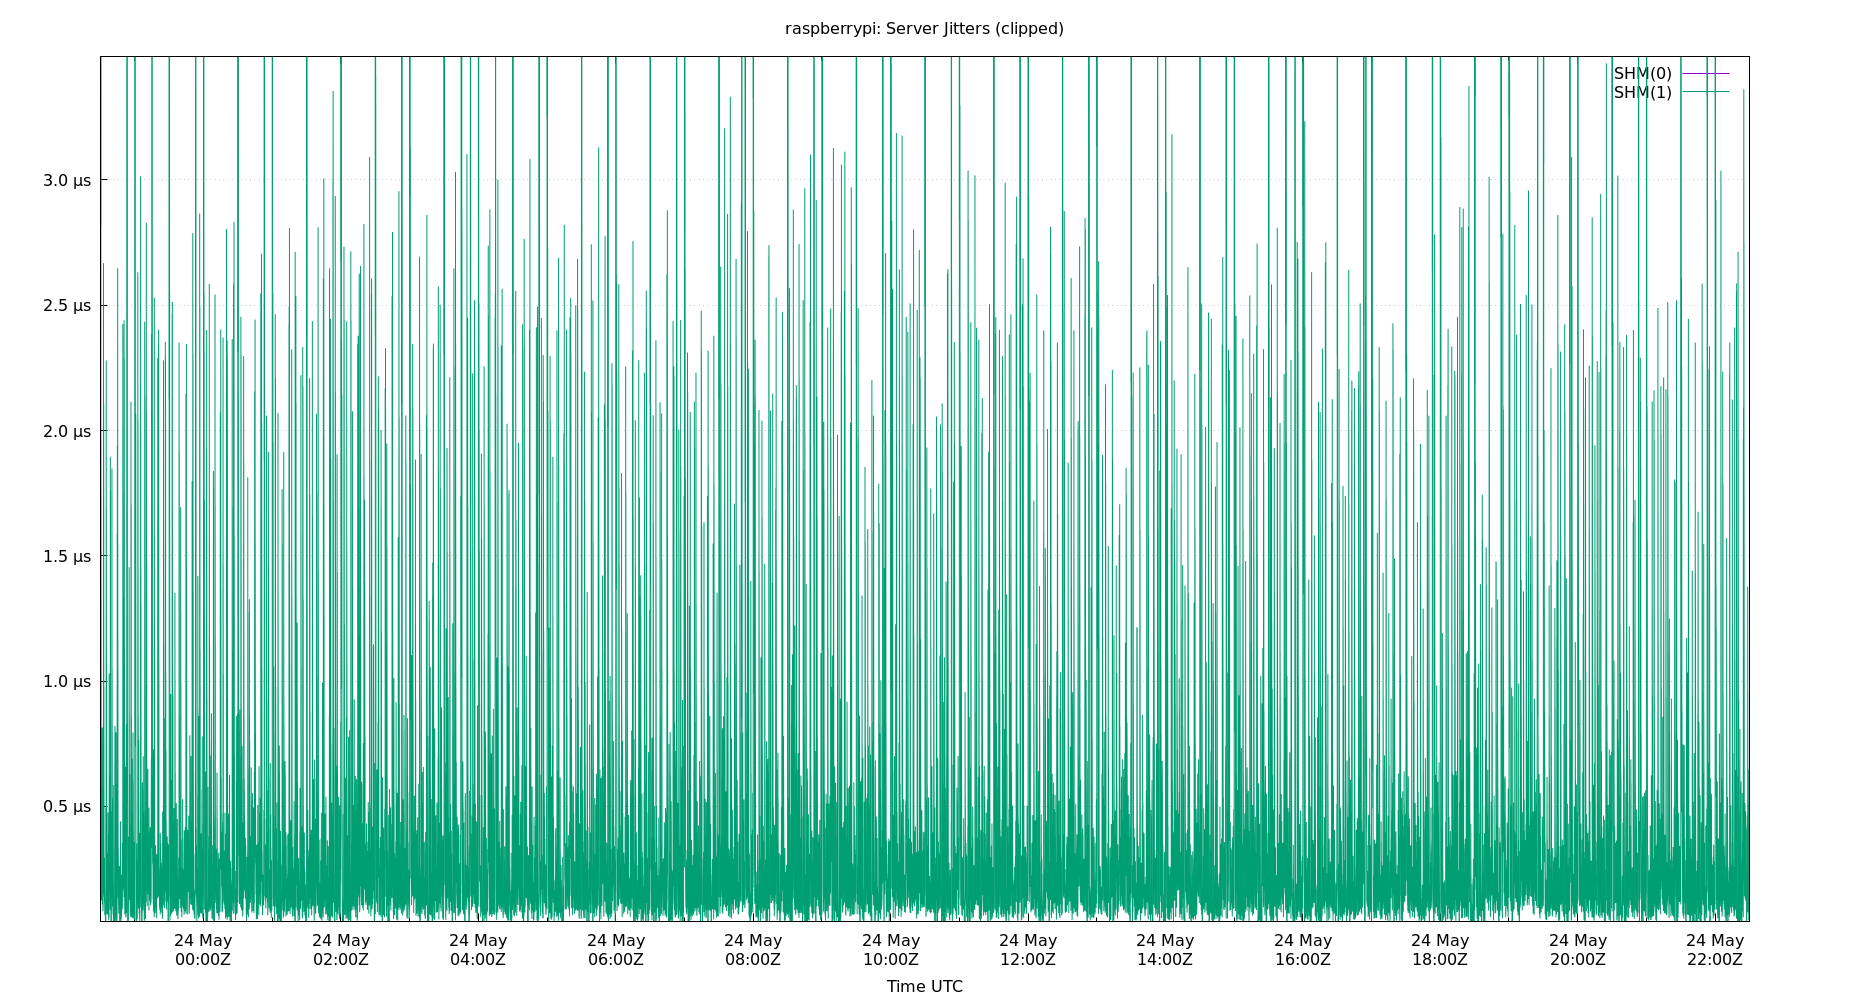 raspberrypi: Server Jitters (clipped)
SHM(0)
SHM(1)
3.0 µs
2.5 µs
2.0 µs
1.5 µs
1.0 µs
0.5 µs
24 May 24 May 24 May 24 May 24 May 24 May 24 May 24 May 24 May 24 May 24 May 24 May
00:00Z 02:00Z 04:00Z 06:00Z 08:00Z 10:00Z 12:00Z 14:00Z 16:00Z 18:00Z 20:00Z 22:00Z
Time UTC